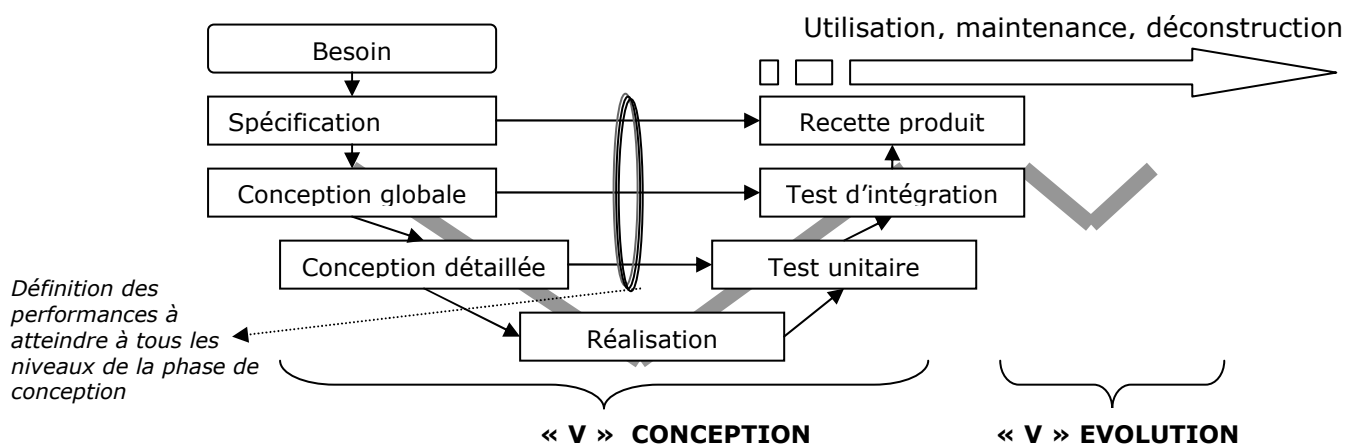 Utilisation, maintenance, déconstruction
Besoin
Spécification
Recette produit
Conception globale
Test d'intégration
Conception détaillée
Test unitaire
Définition des
performances à
atteindre à tous les
niveaux de la phase de
conception
Réalisation
« V » CONCEPTION
« V » EVOLUTION